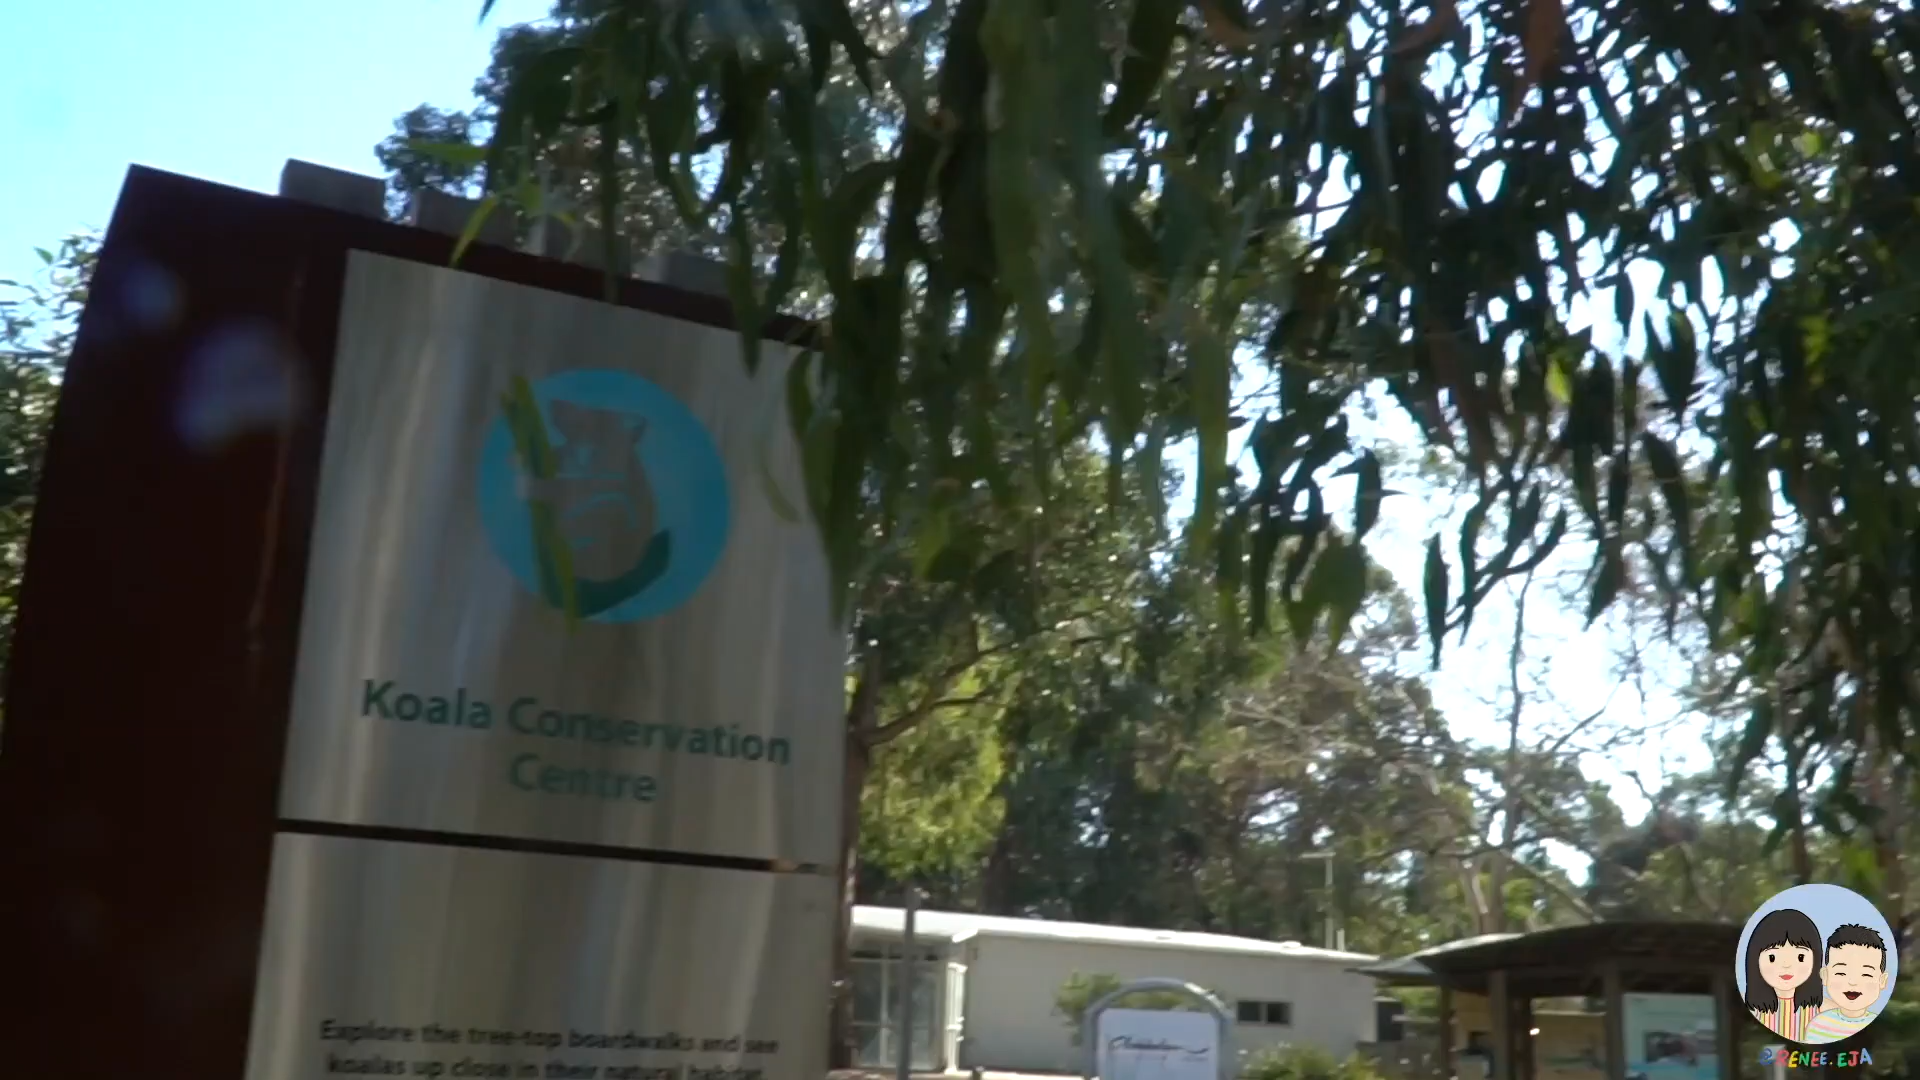 Koala Conservation
Centre
Explore the tree-top boardwalks and see
koalas up close in their natural habitat.
@RENEE.EJA